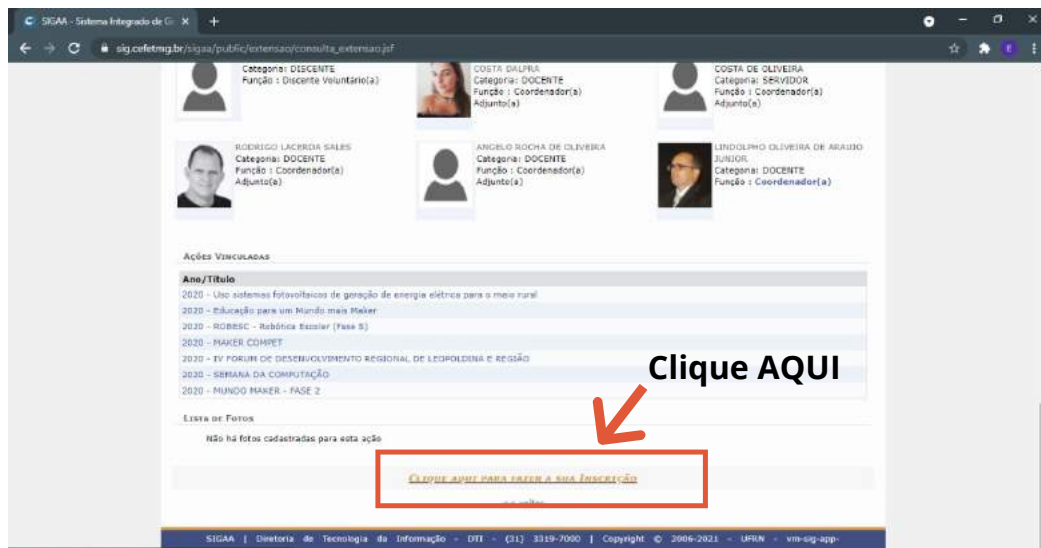 SIGAA - Sistema Integrado de G
sig.cefetmg.br/sigaa/public/extensao/consulta_extensao.jsf
Categoria: DISCENTE
Função : Discente Voluntário(a)
COSTA DALPRA
Categoria: DOCENTE
Função : Coordenador(a)
Adjunto(a)
COSTA DE OLIVEIRA
Categoria: SERVIDOR
Função : Coordenador(a)
Adjunto(a)
RODRIGO LACERDA SALES
Categoria: DOCENTE
Função : Coordenador(a)
Adjunto(a)
ANGELO ROCHA DE OLIVEIRA
Categoria: DOCENTE
Função : Coordenador(a)
Adjunto(a)
LINDOLPHO OLIVEIRA DE ARAUJO
JUNIOR
Categoria: DOCENTE
Função : Coordenador(a)
Ações Vinculadas
Ano/Título
2020 - Uso sistemas fotovoltaicos de geração de energia elétrica para o meio rural
2020 - Educação para um Mundo mais Maker
2020 - ROBESC - Robótica Escolar (Fase 5)
2020 - MAKER COMPET
2020 - IV FORUM DE DESENVOLVIMENTO REGIONAL DE LEOPOLDINA E REGIÃO
2020 - SEMANA DA COMPUTAÇÃO
2020 - MUNDO MAKER - FASE 2
Clique AQUI
Lista de Fotos
Não há fotos cadastradas para esta ação
Clique aqui para fazer a sua Inscrição
<< voltar
SIGAA | Diretoria de Tecnologia da Informação - DTI - (31) 3319-7000 | Copyright © 2006-2021 - UFRN - vm-sig-app-